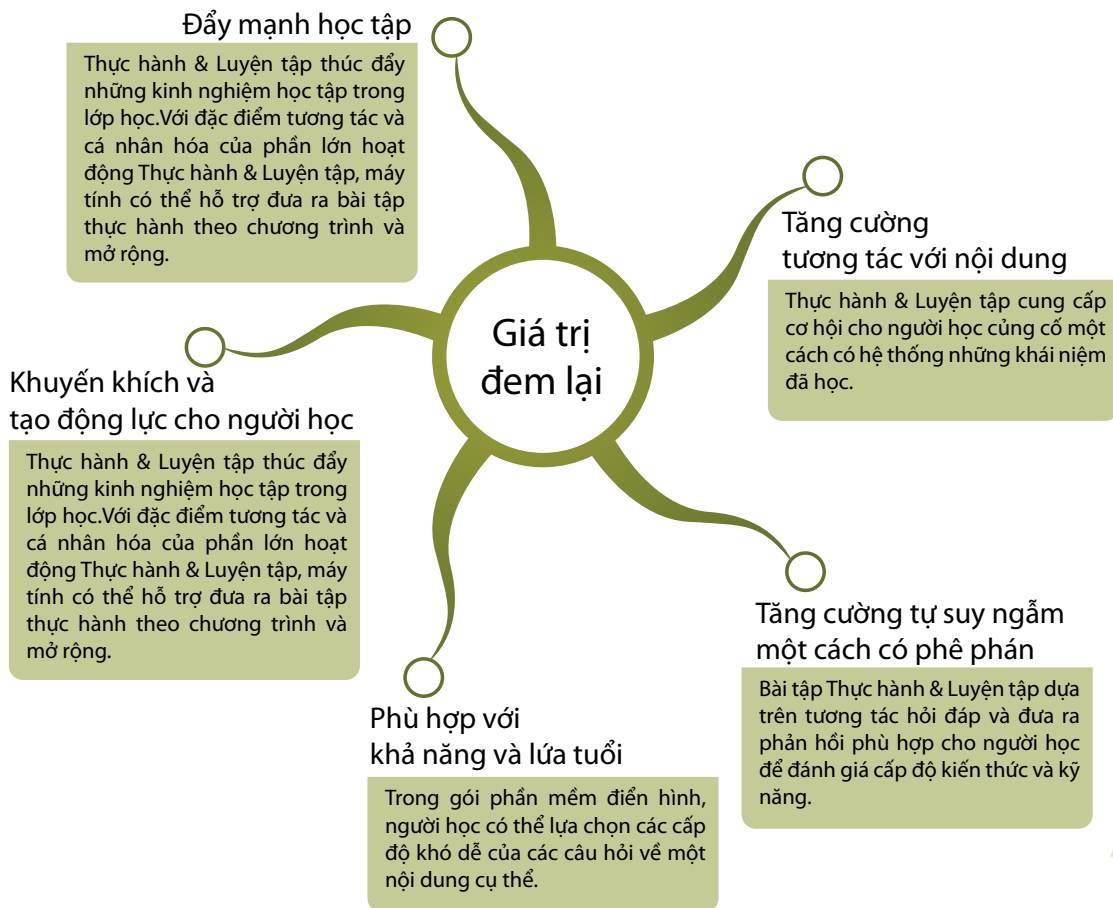 Đẩy mạnh học tập
Thực hành & Luyện tập thúc đẩy
những kinh nghiệm học tập trong
lớp học.Với đặc điểm tương tác và
cá nhân hóa của phần lớn hoạt
động Thực hành & Luyện tập, máy
tính có thể hỗ trợ đưa ra bài tập
thực hành theo chương trình và
mở rộng.
Tăng cường
tương tác với nội dung
Thực hành & Luyện tập cung cấp
cơ hội cho người học củng cố một
cách có hệ thống những khái niệm
đã học.
Giá trị
đem lại
Khuyến khích và
tạo động lực cho người học
Thực hành & Luyện tập thúc đẩy
những kinh nghiệm học tập trong
lớp học.Với đặc điểm tương tác và
cá nhân hóa của phần lớn hoạt
động Thực hành & Luyện tập, máy
tính có thể hỗ trợ đưa ra bài tập
thực hành theo chương trình và
mở rộng.
Tăng cường tự suy ngẫm
một cách có phê phán
Bài tập Thực hành & Luyện tập dựa
trên tương tác hỏi đáp và đưa ra
phản hồi phù hợp cho người học
để đánh giá cấp độ kiến thức và kỹ
năng.
Phù hợp với
khả năng và lứa tuổi
Trong gói phần mềm điển hình,
người học có thể lựa chọn các cấp
độ khó dễ của các câu hỏi về một
nội dung cụ thể.